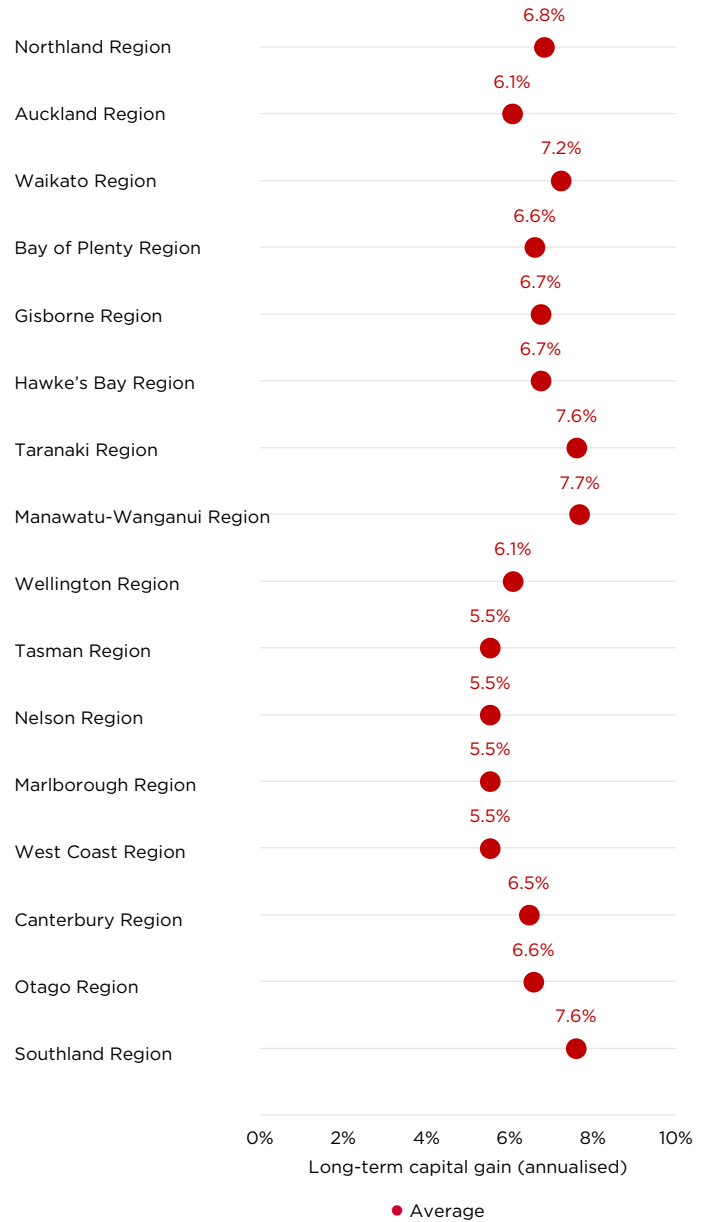 6.8%
Northland Region
6.1%
Auckland Region
7.2%
Waikato Region
6.6%
Bay of Plenty Region
6.7%
Gisborne Region
6.7%
Hawke’s Bay Region
7.6%
Taranaki Region
7.7%
Manawatu-Wanganui Region
6.1%
Wellington Region
5.5%
Tasman Region
5.5%
Nelson Region
5.5%
Marlborough Region
5.5%
West Coast Region
6.5%
Canterbury Region
6.6%
Otago Region
7.6%
Southland Region
0% 2% 4% 6% 8% 10%
Long-term capital gain (annualised)
Average